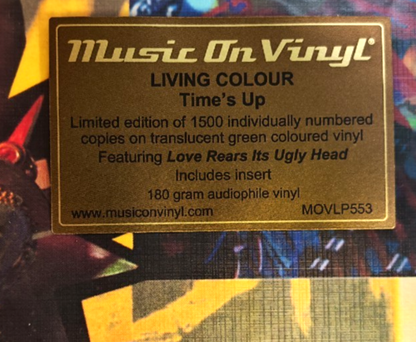 Music On Vinyl®
LIVING COLOUR
Time's Up
Limited edition of 1500 individually numbered
copies on translucent green coloured vinyl
Featuring Love Rears Its Ugly Head
Includes insert
180 gram audiophile vinyl
www.musiconvinyl.com MOVLP553